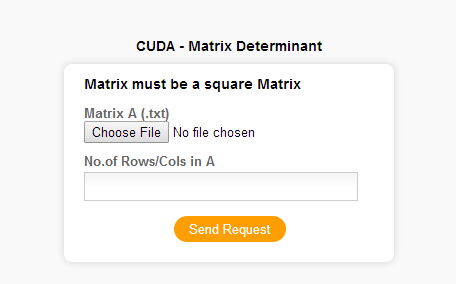 CUDA - Matrix Determinant
Matrix must be a square Matrix
Matrix A (.txt)
Choose File No file chosen
No.of Rows/Cols in A
Send Request